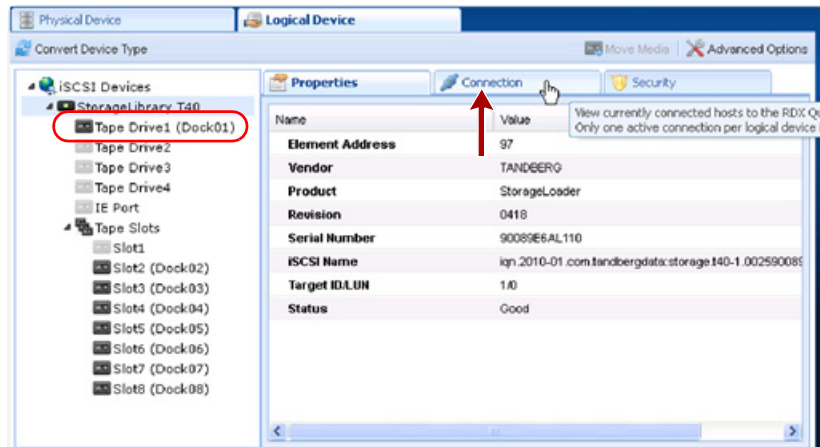 Physical Device
Logical Device
Convert Device Type
Move Media
Advanced Options
iSCSI Devices
StorageLibrary T40
Tape Drive1 (Dock01)
Tape Drive2
Tape Drive3
Tape Drive4
IE Port
Tape Slots
Slot1
Slot2 (Dock02)
Slot3 (Dock03)
Slot4 (Dock04)
Slot5 (Dock05)
Slot6 (Dock06)
Slot7 (Dock07)
Slot8 (Dock08)
Properties
Connection
Security
View currently connected hosts to the RDX Qu
Only one active connection per logical device i
Name Value
Element Address 97
Vendor TANDBERG
Product StorageLoader
Revision 0418
Serial Number 90089E6AL110
iSCSI Name iqn.2010-01.com.tandbergdata:storage.t40-1.002590089
Target ID/LUN 1/0
Status Good